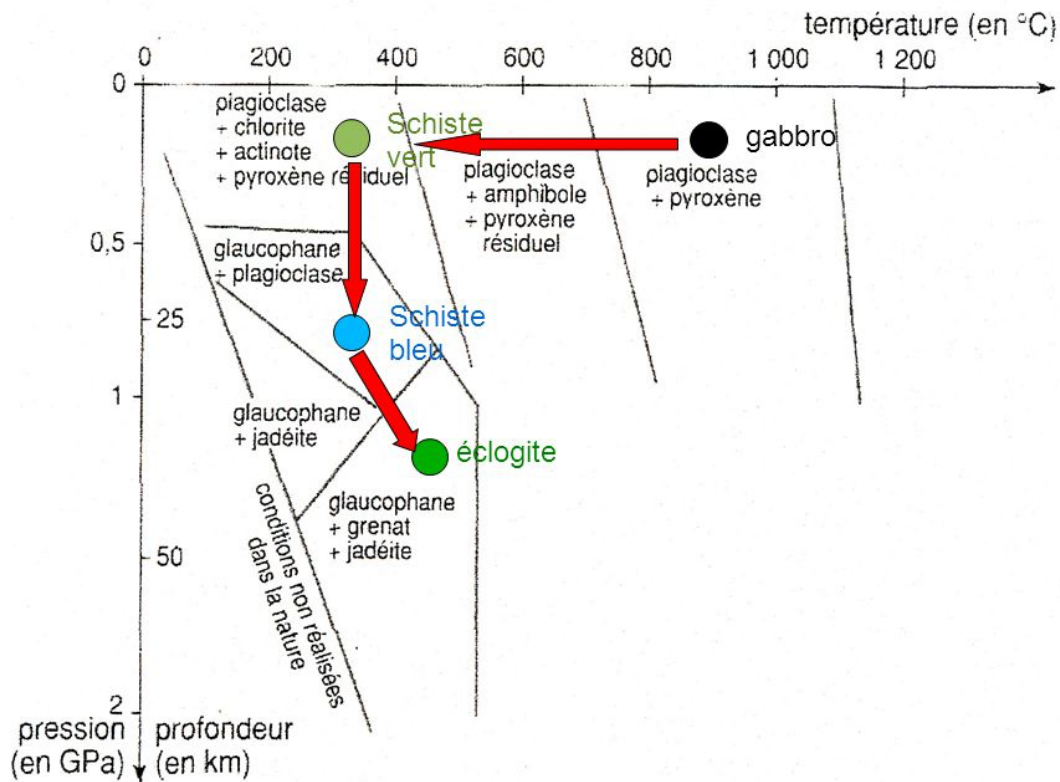 température (en °C)
0 200 400 600 800 1 000 1 200
0
plagioclase
+ chlorite
+ actinote
+ pyroxène résiduel
Schiste
vert
gabbro
plagioclase
+ amphibole
+ pyroxène
résiduel
plagioclase
+ pyroxène
0,5
glaucophane
+ plagioclase
25
Schiste
bleu
1
glaucophane
+ jadéite
éclogite
glaucophane
+ grenat
+ jadéite
50
conditions non réalisées
dans la nature
2
pression
(en GPa)
profondeur
(en km)